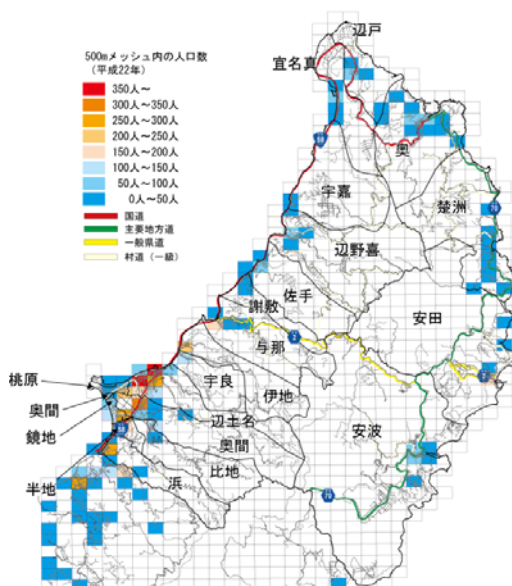 500mメッシュ内の人口数
(平成22年)
350人～
300人～350人
250人～300人
200人～250人
150人～200人
100人～150人
50人～100人
0人～50人
国道
主要地方道
一般県道
村道(一級)
辺戸
宜名真
奥
58
宇嘉
楚洲
70
辺野喜
佐手
謝敷
安田
与那
2
桃原
宇良
奥間
伊地
鏡地
辺土名
58
奥間
安波
比地
半地
浜
70